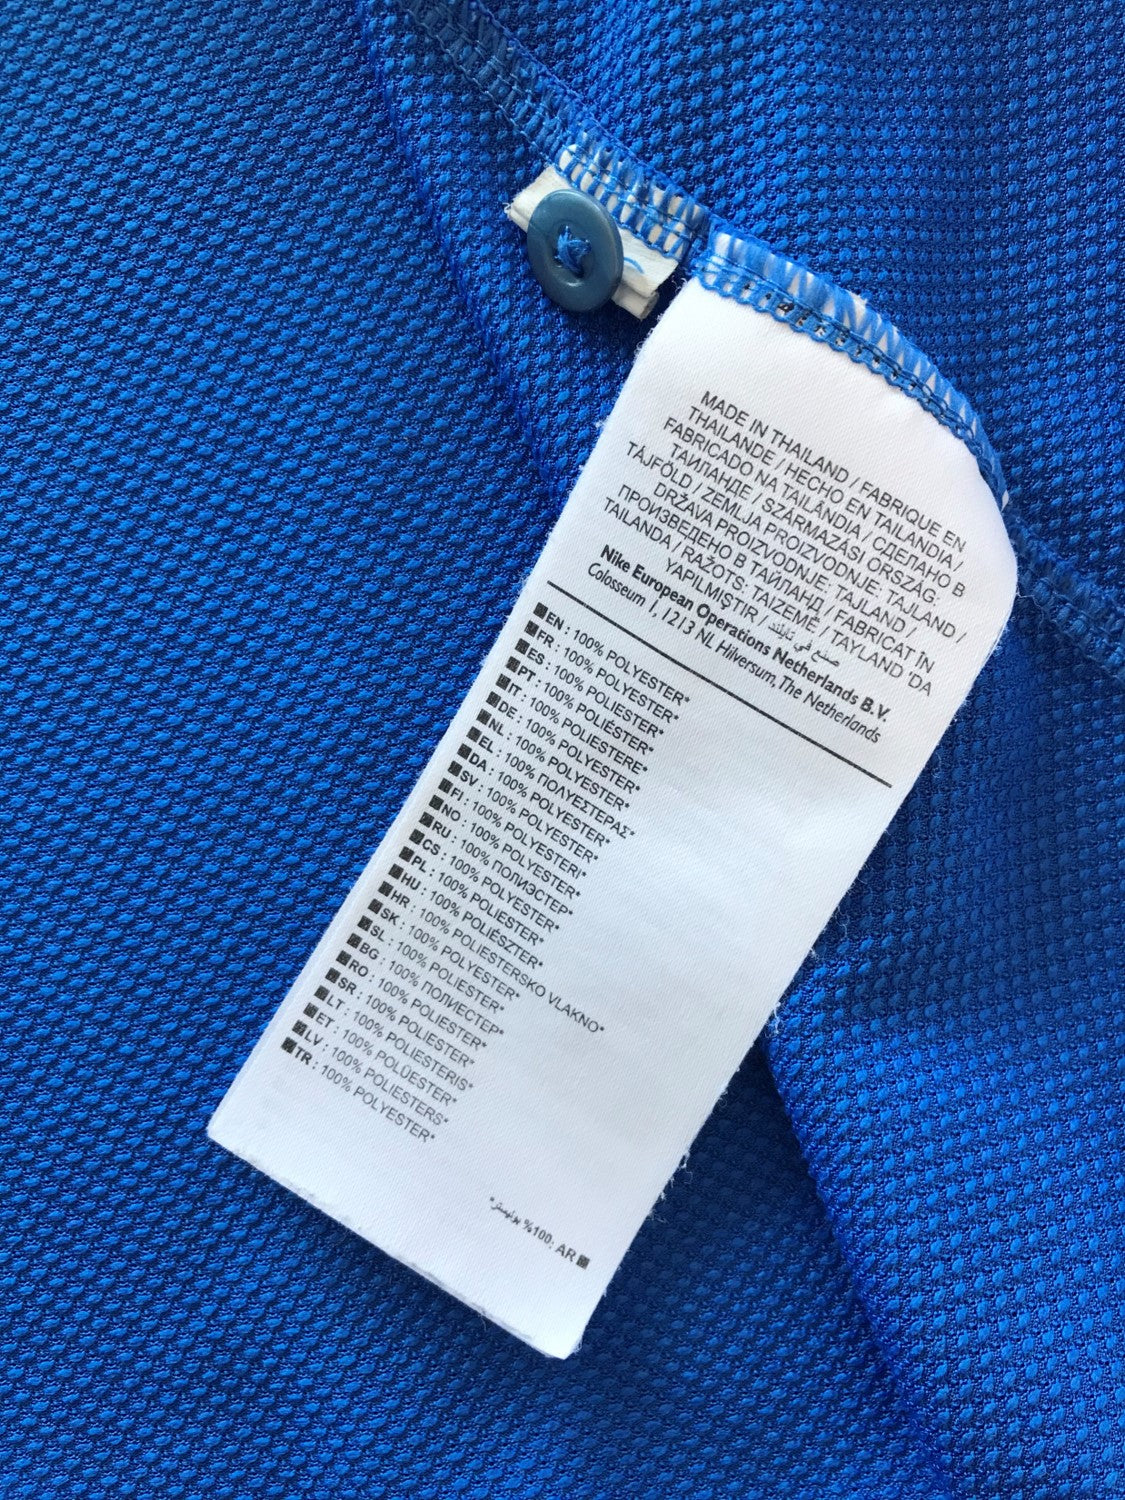 MADE IN THAILAND / FABRIQUE EN
THAILANDE / HECHO EN TAILANDIA /
FABRICADO NA TAILÂNDIA / СДЕЛАНО В
ТАИЛАНДЕ / SZÁRMAZÁSI ORSZÁG:
TÁJFÖLD / ZEMLJA PROIZVODNJE: TAJLAND /
DRŽAVA PROIZVODNJE: TAJLAND /
ПРОИЗВЕДЕНО В ТАЙЛАНД / FABRICAT ÎN
TAILANDA / RAŽOTS: TAIZEMĒ / TAYLAND 'DA
YAPILMIŞTIR / صنع في تايلند
Nike European Operations Netherlands B.V.
Colosseum 1, 1213 NL Hilversum, The Netherlands
EN : 100% POLYESTER*
FR : 100% POLYESTER*
ES : 100% POLIESTER*
PT : 100% POLIÉSTER*
IT : 100% POLIESTERE*
DE : 100% POLYESTER*
NL : 100% POLYESTER*
EL : 100% ΠΟΛΥΕΣΤΕΡΑΣ*
DA : 100% POLYESTER*
SV : 100% POLYESTER*
FI : 100% POLYESTERI*
NO : 100% POLYESTER*
RU : 100% ПОЛИЭСТЕР*
CS : 100% POLYESTER*
PL : 100% POLIESTER*
HU : 100% POLIÉSZTER*
HR : 100% POLIESTERSKO VLAKNO*
SK : 100% POLYESTER*
SL : 100% POLIESTER*
BG : 100% ПОЛИЕСТЕР*
RO : 100% POLIESTER*
SR : 100% POLIESTER*
LT : 100% POLIESTERIS*
ET : 100% POLÜESTER*
LV : 100% POLIESTERS*
TR : 100% POLYESTER*
AR :%100 بوليستر*